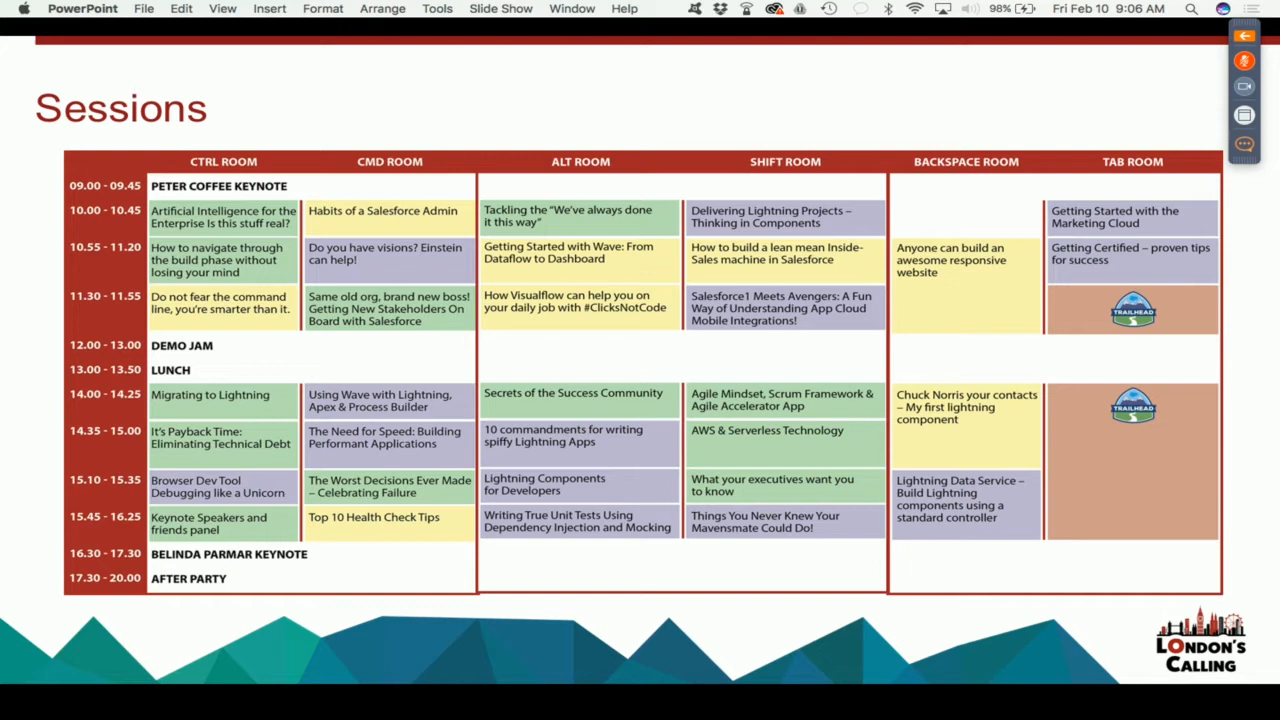 PowerPoint File Edit View Insert Format Arrange Tools Slide Show Window Help 98% Fri Feb 10 9:06 AM
Sessions
CTRL ROOM CMD ROOM ALT ROOM SHIFT ROOM BACKSPACE ROOM TAB ROOM
09.00 - 09.45 PETER COFFEE KEYNOTE
10.00 - 10.45
Artificial Intelligence for the
Enterprise Is this stuff real?
Habits of a Salesforce Admin
Tackling the “We've always done
it this way”
Delivering Lightning Projects –
Thinking in Components
Getting Started with the
Marketing Cloud
10.55 - 11.20
How to navigate through
the build phase without
losing your mind
Do you have visions? Einstein
can help!
Getting Started with Wave: From
Dataflow to Dashboard
How to build a lean mean Inside-
Sales machine in Salesforce
Anyone can build an
awesome responsive
website
Getting Certified – proven tips
for success
11.30 - 11.55
Do not fear the command
line, you're smarter than it.
Same old org, brand new boss!
Getting New Stakeholders On
Board with Salesforce
How Visualflow can help you on
your daily job with #ClicksNotCode
Salesforce1 Meets Avengers: A Fun
Way of Understanding App Cloud
Mobile Integrations!
TRAILHEAD
12.00 - 13.00 DEMO JAM
13.00 - 13.50 LUNCH
14.00 - 14.25
Migrating to Lightning
Using Wave with Lightning,
Apex & Process Builder
Secrets of the Success Community
Agile Mindset, Scrum Framework &
Agile Accelerator App
Chuck Norris your contacts
– My first lightning
component
TRAILHEAD
14.35 - 15.00
It's Payback Time:
Eliminating Technical Debt
The Need for Speed: Building
Performant Applications
10 commandments for writing
spiffy Lightning Apps
AWS & Serverless Technology
15.10 - 15.35
Browser Dev Tool
Debugging like a Unicorn
The Worst Decisions Ever Made
– Celebrating Failure
Lightning Components
for Developers
What your executives want you
to know
Lightning Data Service –
Build Lightning
components using a
standard controller
15.45 - 16.25
Keynote Speakers and
friends panel
Top 10 Health Check Tips
Writing True Unit Tests Using
Dependency Injection and Mocking
Things You Never Knew Your
Mavensmate Could Do!
16.30 - 17.30 BELINDA PARMAR KEYNOTE
17.30 - 20.00 AFTER PARTY
LONDON'S
CALLING